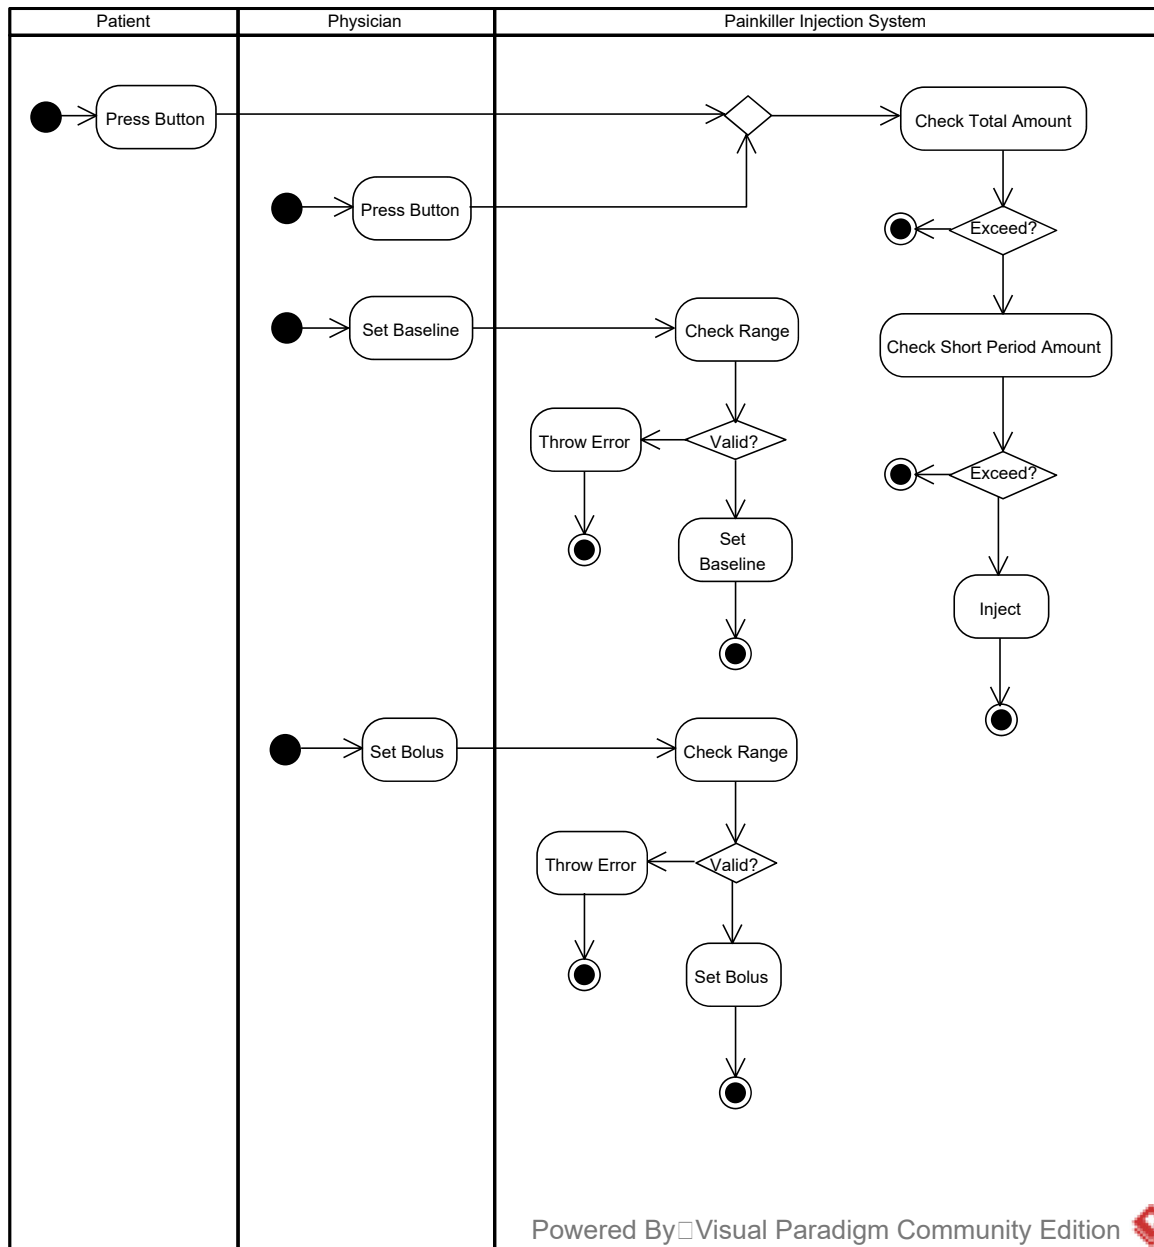 Patient
Physician
Painkiller Injection System
Press Button
Check Total Amount
Press Button
Exceed?
Set Baseline
Check Range
Check Short Period Amount
Throw Error
Valid?
Exceed?
Set
Baseline
Inject
Set Bolus
Check Range
Throw Error
Valid?
Set Bolus
Powered By□Visual Paradigm Community Edition